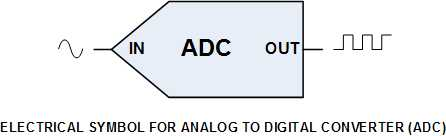 IN ADC OUT
ELECTRICAL SYMBOL FOR ANALOG TO DIGITAL CONVERTER (ADC)